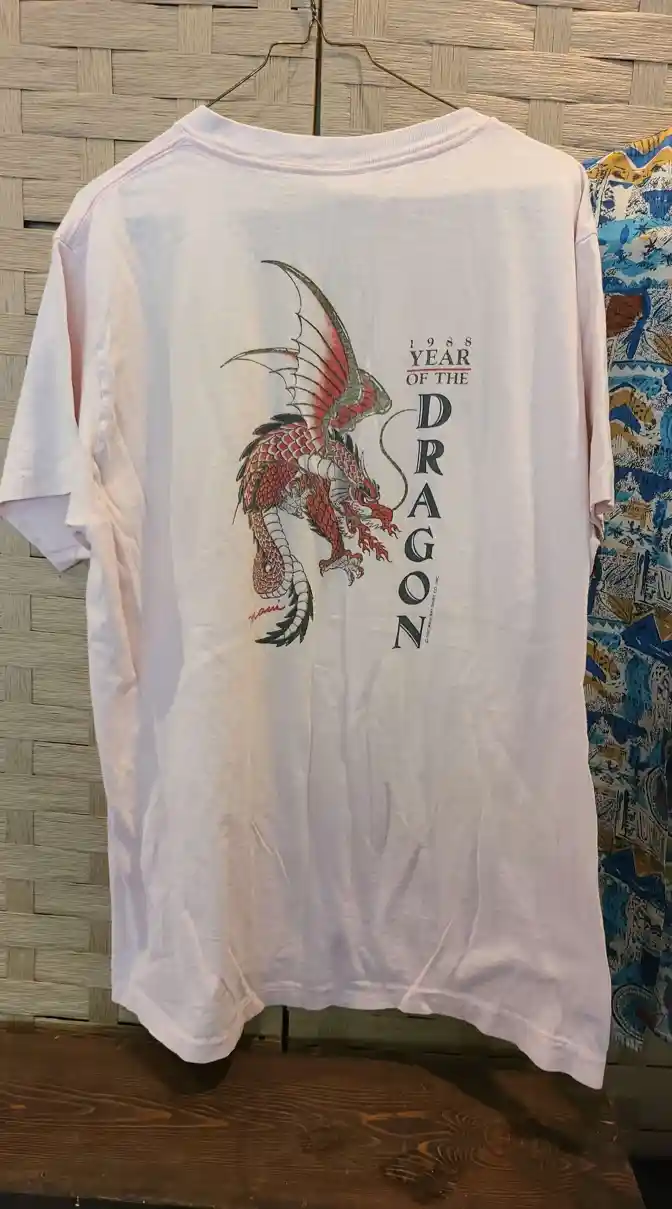 1988
YEAR
OF THE
DRAGON